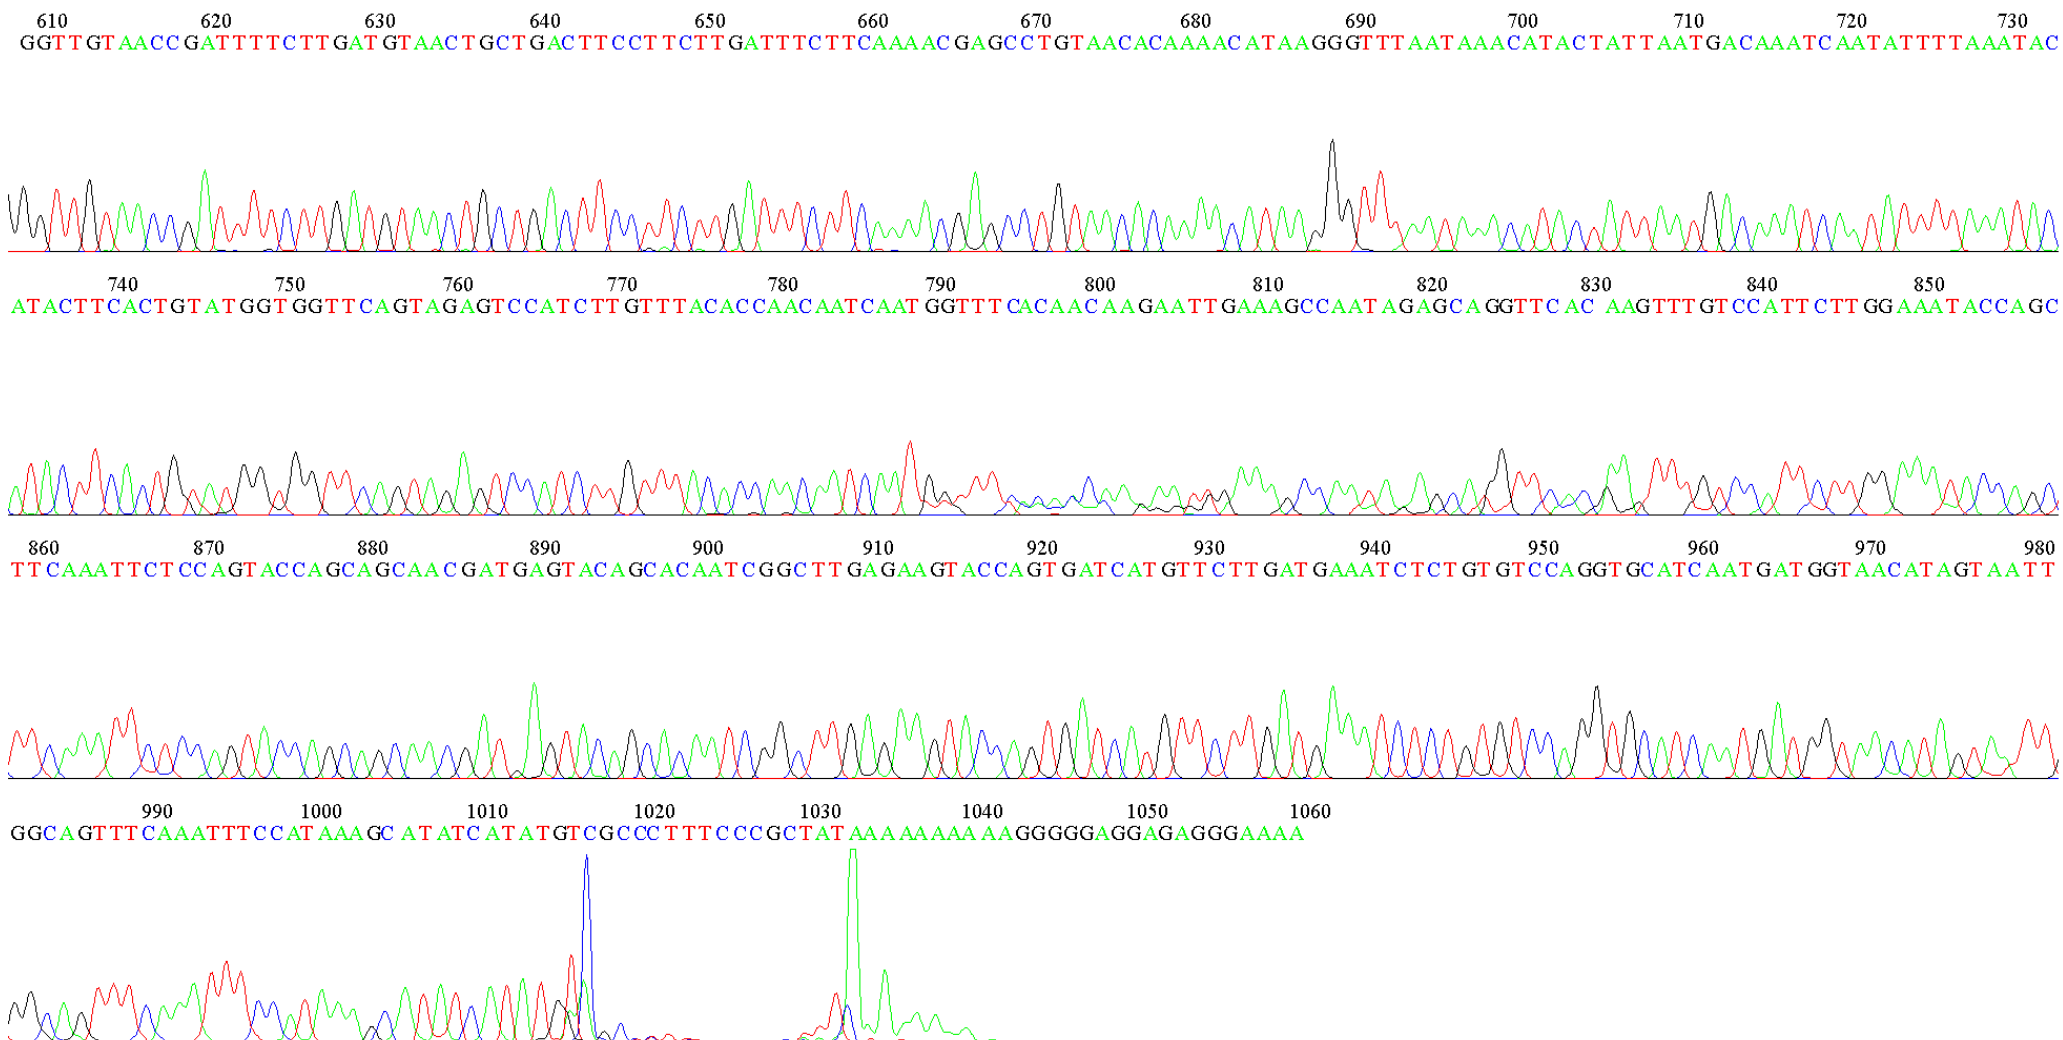 610 620 630 640 650 660 670 680 690 700 710 720 730
GGTTGTAACCGATTTTCTTGATGTAACTGCTGACTTCCTTCTTGATTTCTTCAAAACGAGCCTGTAACACAAAACATAAGGGTTTAATAAACATACTATTAATGACAAATCAATATTTTAAATAC
740 750 760 770 780 790 800 810 820 830 840 850
ATACTTCACTGTATGGTGGTTCAGTAGAGTCCATCTTGTTTACACCAACAATCAATGGTTTCACAACAAGAATTGAAAGCCAATAGAGCAGGTTCAC AAGTTTGTCCATTCTTGGAAATACCAGC
860 870 880 890 900 910 920 930 940 950 960 970 980
TTCAAATTCTCCAGTACCAGCAGCAACGATGAGTACAGCACAATCGGCTTGAGAAGTACCAGTGATCATGTTCTTGATGAAATCTCTGTGTCCAGGTGCATCAATGATGGTAACATAGTAATT
990 1000 1010 1020 1030 1040 1050 1060
GGCAGTTTCAAATTTCCATAAAGC ATATCATATGTCGCCCTTTCCCGCTATAAAAAAAAAAGGGGGAGGAGAGGGAAAA